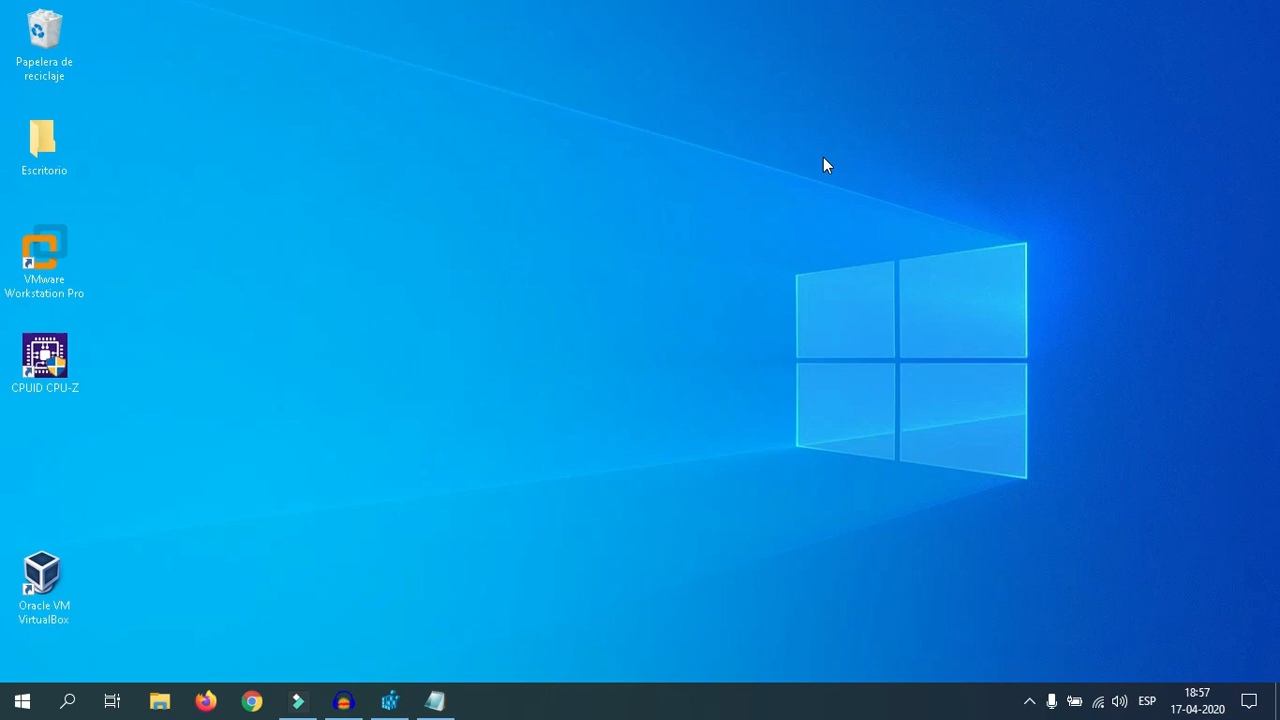 Papelera de
reciclaje
Escritorio
VMware
Workstation Pro
CPUID CPU-Z
Oracle VM
VirtualBox
ESP
18:57
17-04-2020